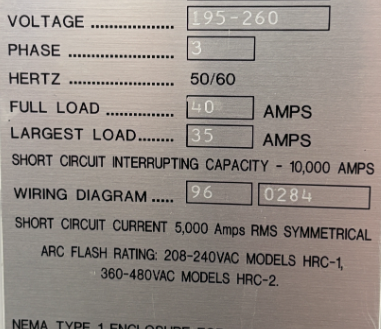 VOLTAGE ............... 195-260
PHASE .................. 3
HERTZ .................. 50/60
FULL LOAD ........... 40 AMPS
LARGEST LOAD........ 35 AMPS
SHORT CIRCUIT INTERRUPTING CAPACITY - 10,000 AMPS
WIRING DIAGRAM ..... 96 0284
SHORT CIRCUIT CURRENT 5,000 Amps RMS SYMMETRICAL
ARC FLASH RATING: 208-240VAC MODELS HRC-1,
360-480VAC MODELS HRC-2.
NEMA TYPE 1 ENCLOSURE FOR